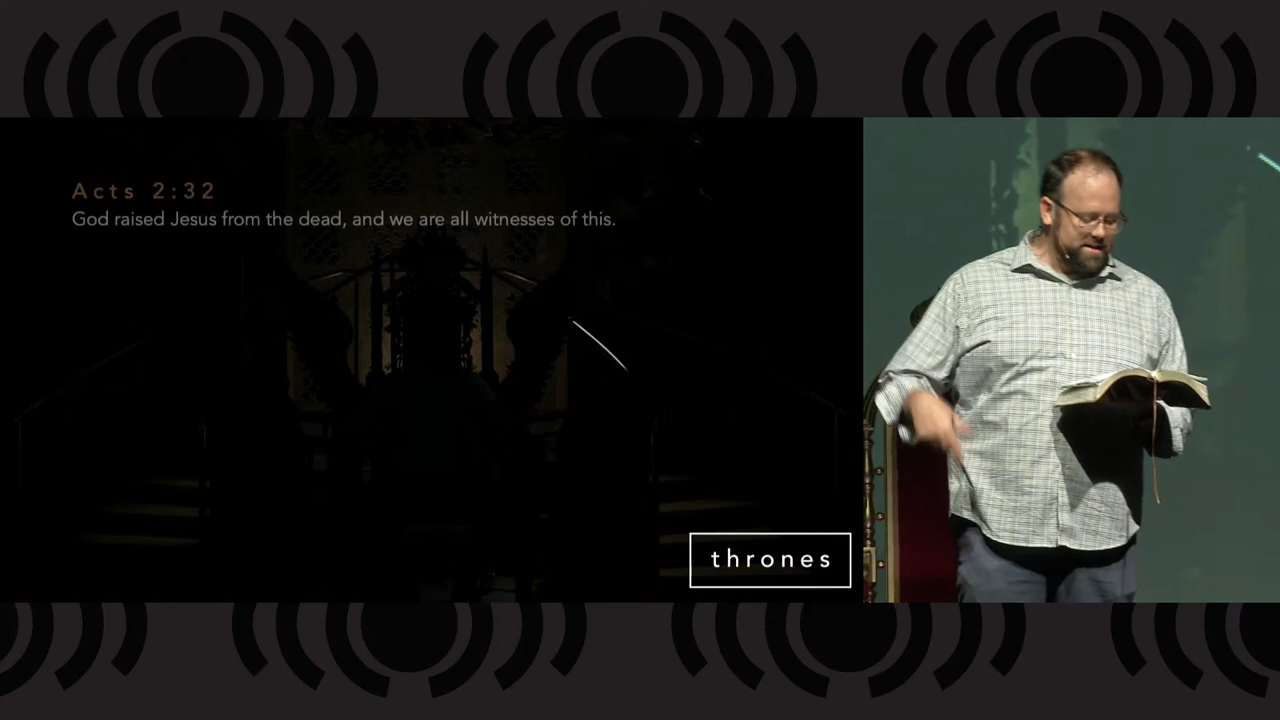 Acts 2:32
God raised Jesus from the dead, and we are all witnesses of this.
thrones